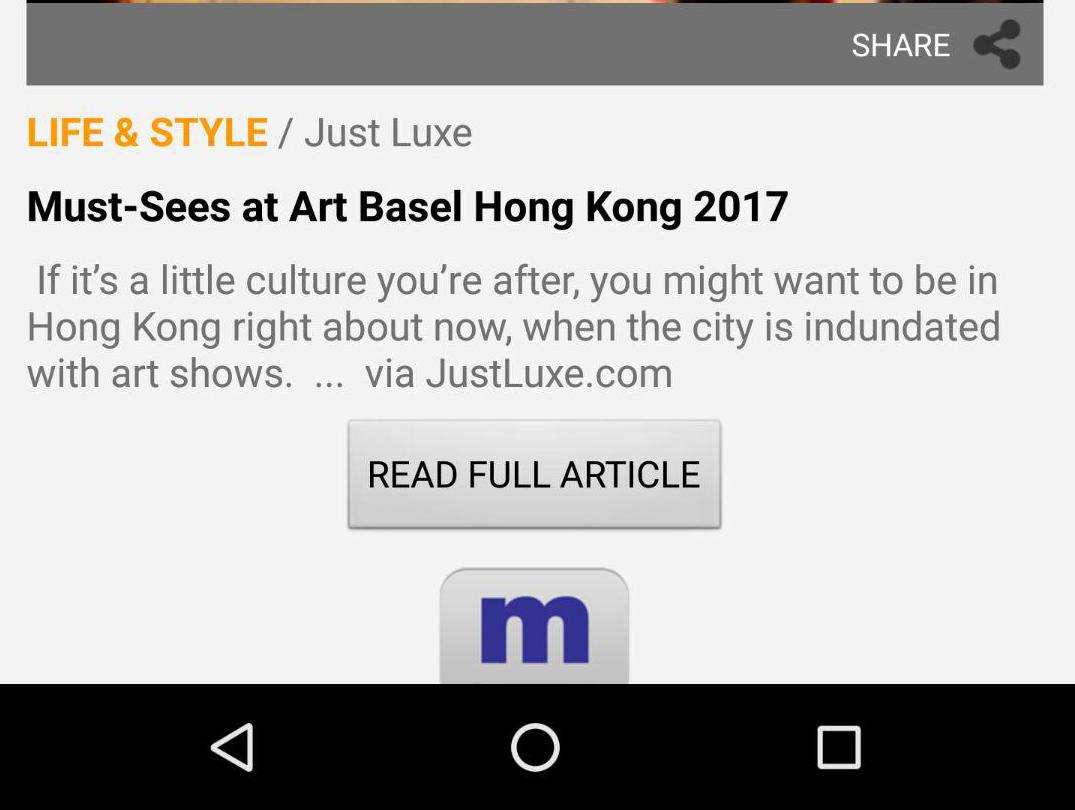 SHARE
LIFE & STYLE / Just Luxe
Must-Sees at Art Basel Hong Kong 2017
If it’s a little culture you’re after, you might want to be in
Hong Kong right about now, when the city is indundated
with art shows.  ...  via JustLuxe.com
READ FULL ARTICLE
m